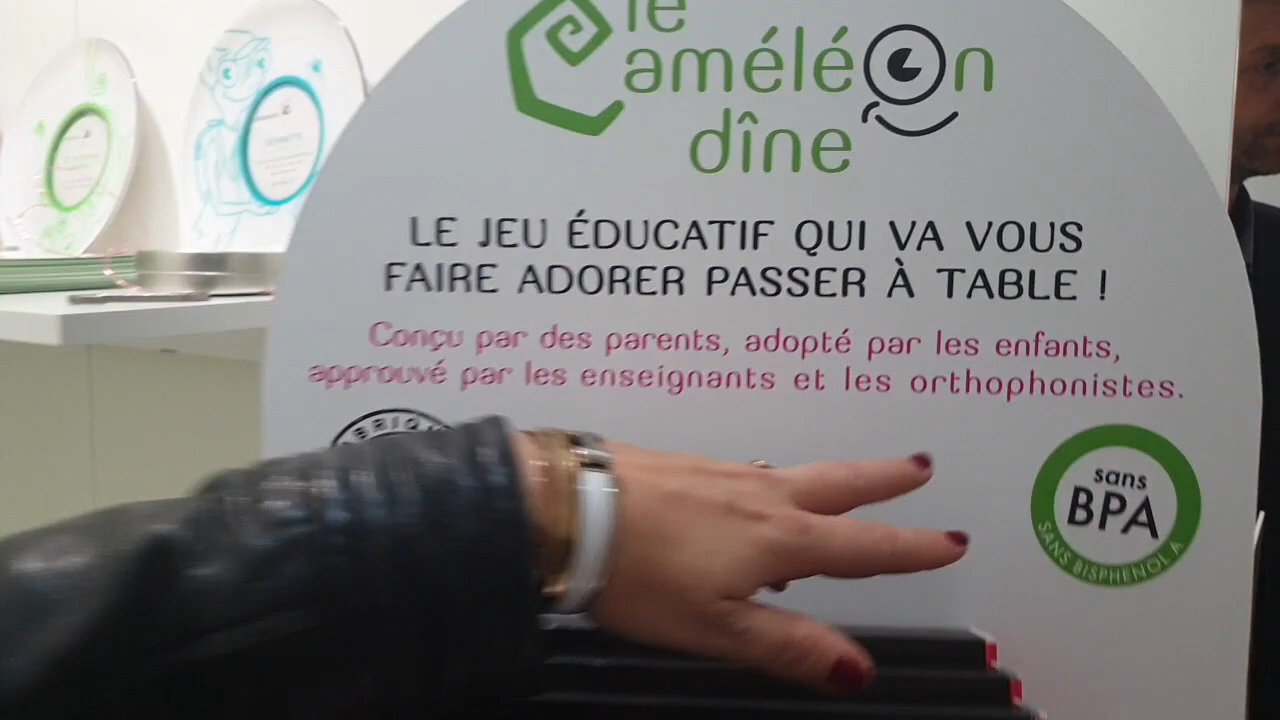 le
Caméléon
dîne
LE JEU ÉDUCATIF QUI VA VOUS
FAIRE ADORER PASSER À TABLE !
Conçu par des parents, adopté par les enfants,
approuvé par les enseignants et les orthophonistes.
sans
BPA
SANS BISPHENOL A